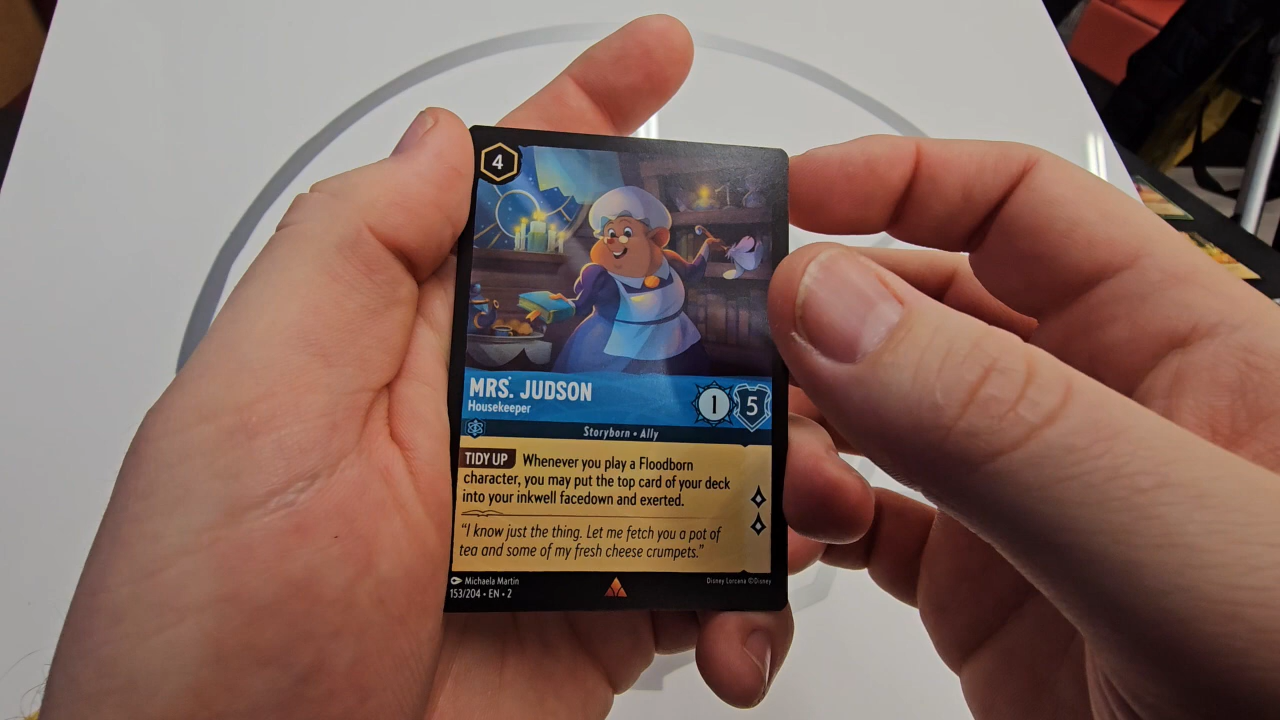 4
MRS. JUDSON
Housekeeper
1 5
Storyborn • Ally
TIDY UP Whenever you play a Floodborn
character, you may put the top card of your deck
into your inkwell facedown and exerted.
“I know just the thing. Let me fetch you a pot of
tea and some of my fresh cheese crumpets.”
Michaela Martin
Disney Lorcana ©Disney
153/204 • EN • 2